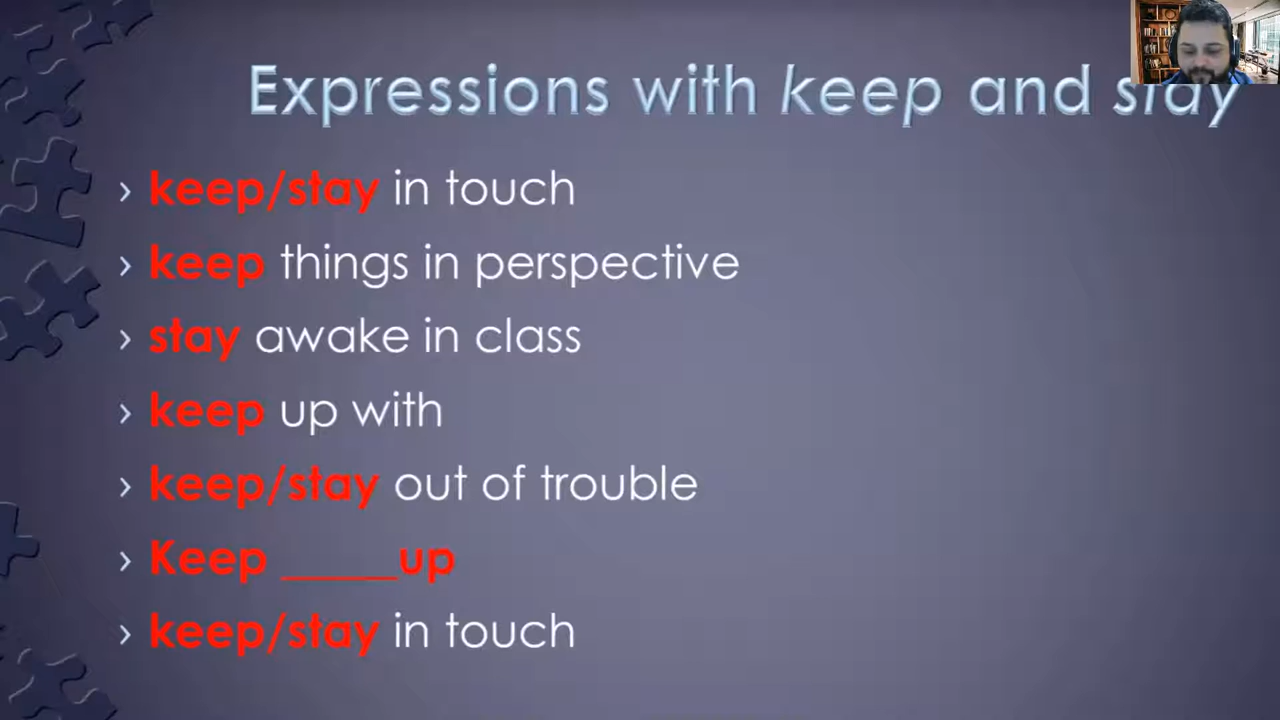 Expressions with keep and stay
› keep/stay in touch
› keep things in perspective
› stay awake in class
› keep up with
› keep/stay out of trouble
› Keep _____up
› keep/stay in touch